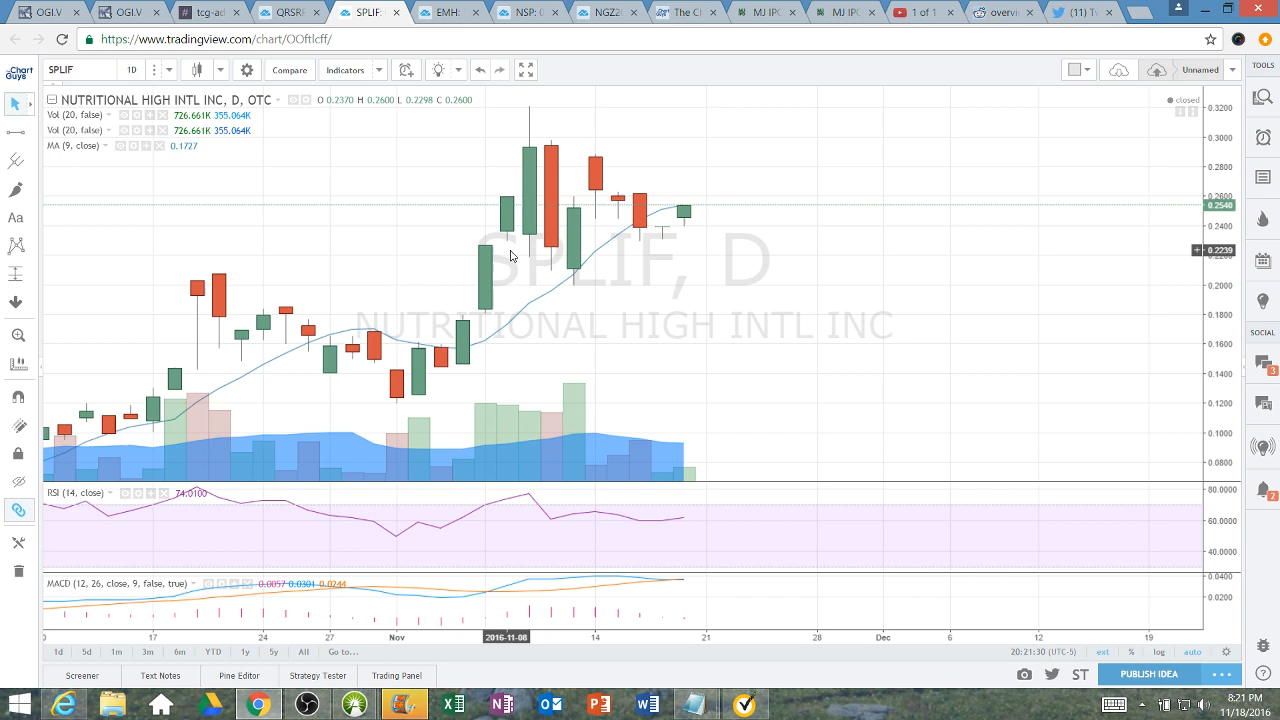 OGI.V
OGI.V
tcg-ad
QRSRF
SPLIF:
EMH:
NSP:
NGZ2
The Cl
MJ IPC
MJ IPC
1 of 1
overvi
(11) Tv
https://www.tradingview.com/chart/OOftIcff/
Chart Guys
SPLIF
1D
Compare
Indicators
Unnamed
TOOLS
NUTRITIONAL HIGH INTL INC, D, OTC
O 0.2370 H 0.2600 L 0.2298 C 0.2600
closed
Vol (20, false) 726.661K 355.064K
Vol (20, false) 726.661K 355.064K
MA (9, close) 0.1727
SPLIF, D
NUTRITIONAL HIGH INTL INC
0.3200
0.3000
0.2800
0.2600
0.2540
0.2400
0.2239
0.2000
0.1800
0.1600
0.1400
0.1200
0.1000
0.0800
SOCIAL
3
7
RSI (14, close) 74.0100
80.0000
60.0000
40.0000
MACD (12, 26, close, 9, false, true) 0.0057 0.0301 0.0244
0.0400
0.0200
17
24
27
Nov
2016-11-08
14
21
28
Dec
6
12
19
1d 5d 1m 3m 6m YTD 1y 5y All Go to...
20:21:30 (UTC-5)
ext % log auto
Screener Text Notes Pine Editor Strategy Tester Trading Panel
ST
PUBLISH IDEA
8:21 PM
11/18/2016